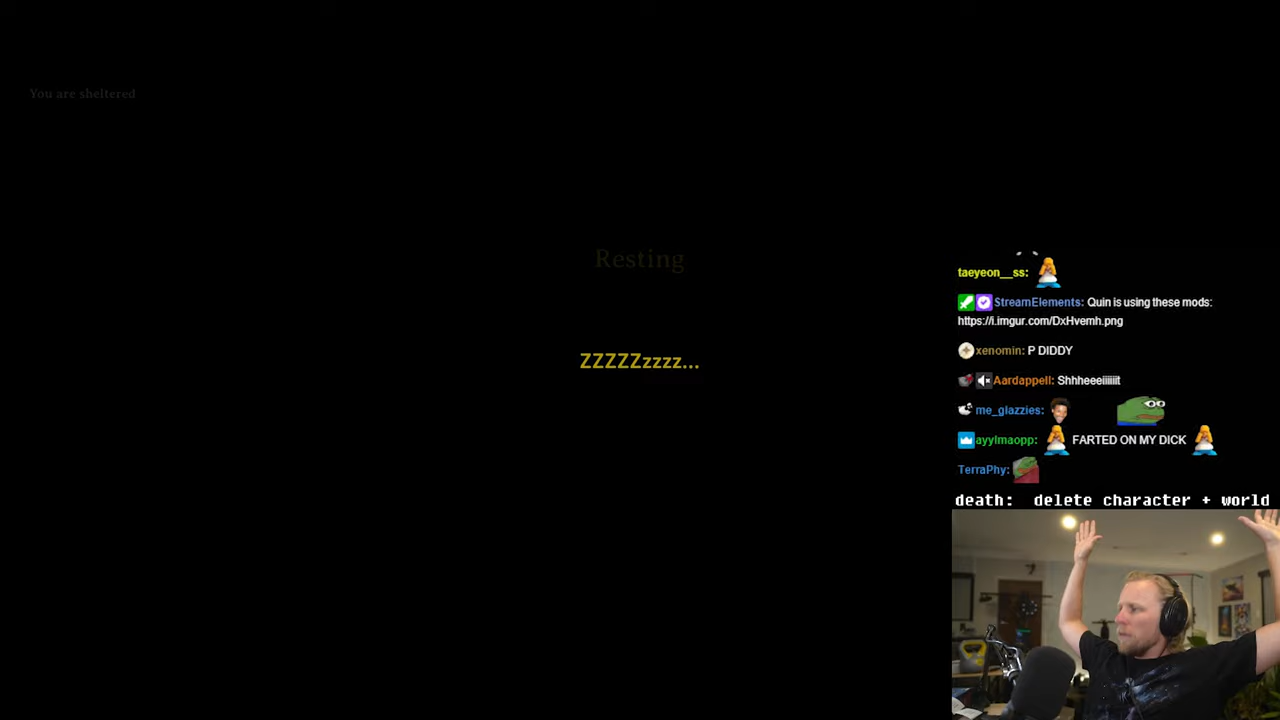 You are sheltered
Resting
ZZZZZzzzz...
taeyeon__ss:
StreamElements: Quin is using these mods:
https://i.imgur.com/DxHvemh.png
xenomin: P DIDDY
Aardappell: Shhheeeiiiiiit
me_glazzies:
ayylmaopp: FARTED ON MY DICK
TerraPhy:
death: delete character + world